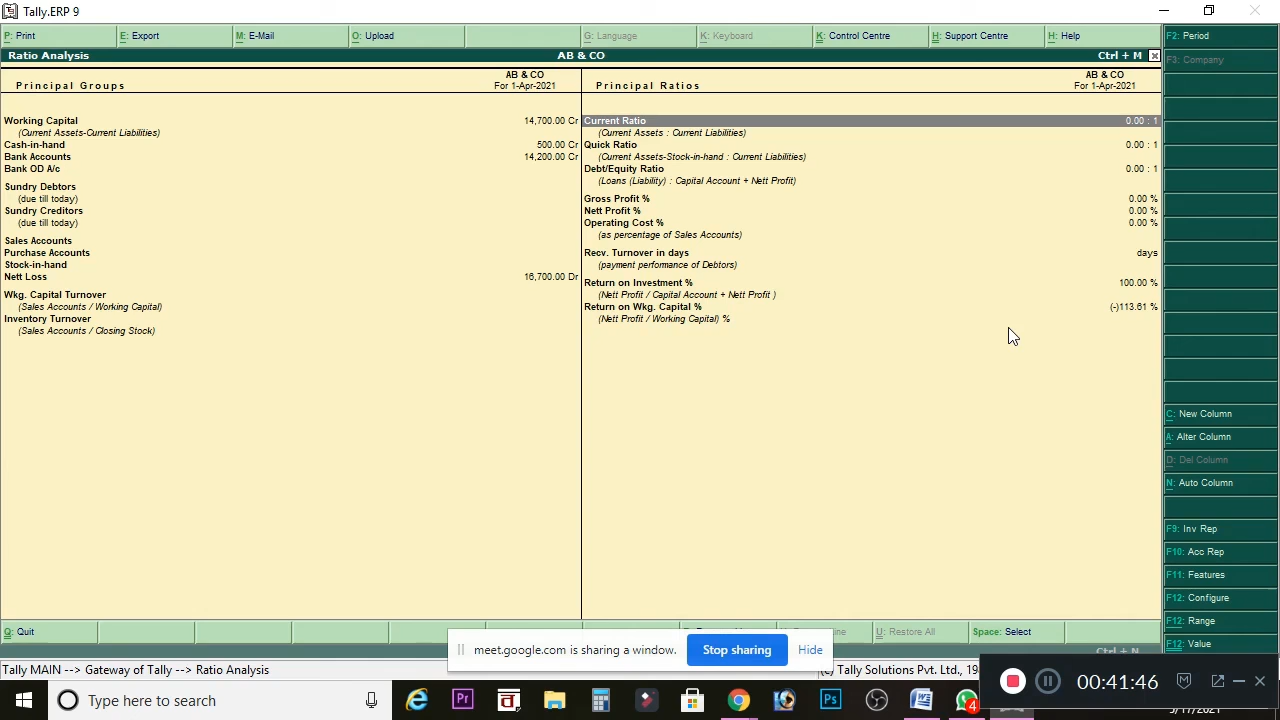 Tally.ERP 9
P: Print E: Export M: E-Mail O: Upload G: Language K: Keyboard K: Control Centre H: Support Centre H: Help
Ratio Analysis AB & CO Ctrl + M
Principal Groups AB & CO For 1-Apr-2021
Working Capital 14,700.00 Cr
(Current Assets-Current Liabilities)
Cash-in-hand 500.00 Cr
Bank Accounts 14,200.00 Cr
Bank OD A/c
Sundry Debtors
(due till today)
Sundry Creditors
(due till today)
Sales Accounts
Purchase Accounts
Stock-in-hand
Nett Loss 16,700.00 Dr
Wkg. Capital Turnover
(Sales Accounts / Working Capital)
Inventory Turnover
(Sales Accounts / Closing Stock)
Principal Ratios AB & CO For 1-Apr-2021
Current Ratio 0.00 : 1
(Current Assets : Current Liabilities)
Quick Ratio 0.00 : 1
(Current Assets-Stock-in-hand : Current Liabilities)
Debt/Equity Ratio 0.00 : 1
(Loans (Liability) : Capital Account + Nett Profit)
Gross Profit % 0.00 %
Nett Profit % 0.00 %
Operating Cost % 0.00 %
(as percentage of Sales Accounts)
Recv. Turnover in days days
(payment performance of Debtors)
Return on Investment % 100.00 %
(Nett Profit / Capital Account + Nett Profit )
Return on Wkg. Capital % (-)113.61 %
(Nett Profit / Working Capital) %
F2: Period
F3: Company
C: New Column
A: Alter Column
D: Del Column
N: Auto Column
F9: Inv Rep
F10: Acc Rep
F11: Features
F12: Configure
F12: Range
F12: Value
Q: Quit U: Restore All Space: Select
meet.google.com is sharing a window. Stop sharing Hide
Ctrl + N
Tally MAIN --> Gateway of Tally --> Ratio Analysis (c) Tally Solutions Pvt. Ltd., 19
00:41:46
Type here to search
Pr
Ps
4